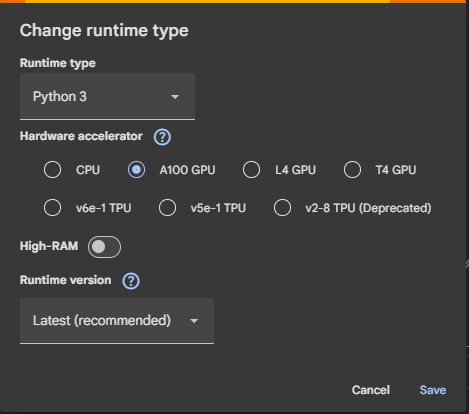 Change runtime type
Runtime type
Python 3
Hardware accelerator ?
CPU A100 GPU L4 GPU T4 GPU
v6e-1 TPU v5e-1 TPU v2-8 TPU (Deprecated)
High-RAM
Runtime version ?
Latest (recommended)
Cancel Save